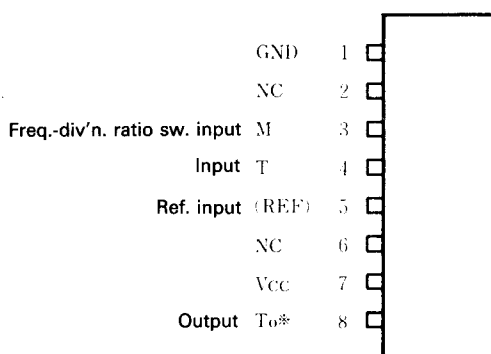 GND 1
NC 2
Freq.-div'n. ratio sw. input M 3
Input T 4
Ref. input (REF) 5
NC 6
Vcc 7
Output To※ 8